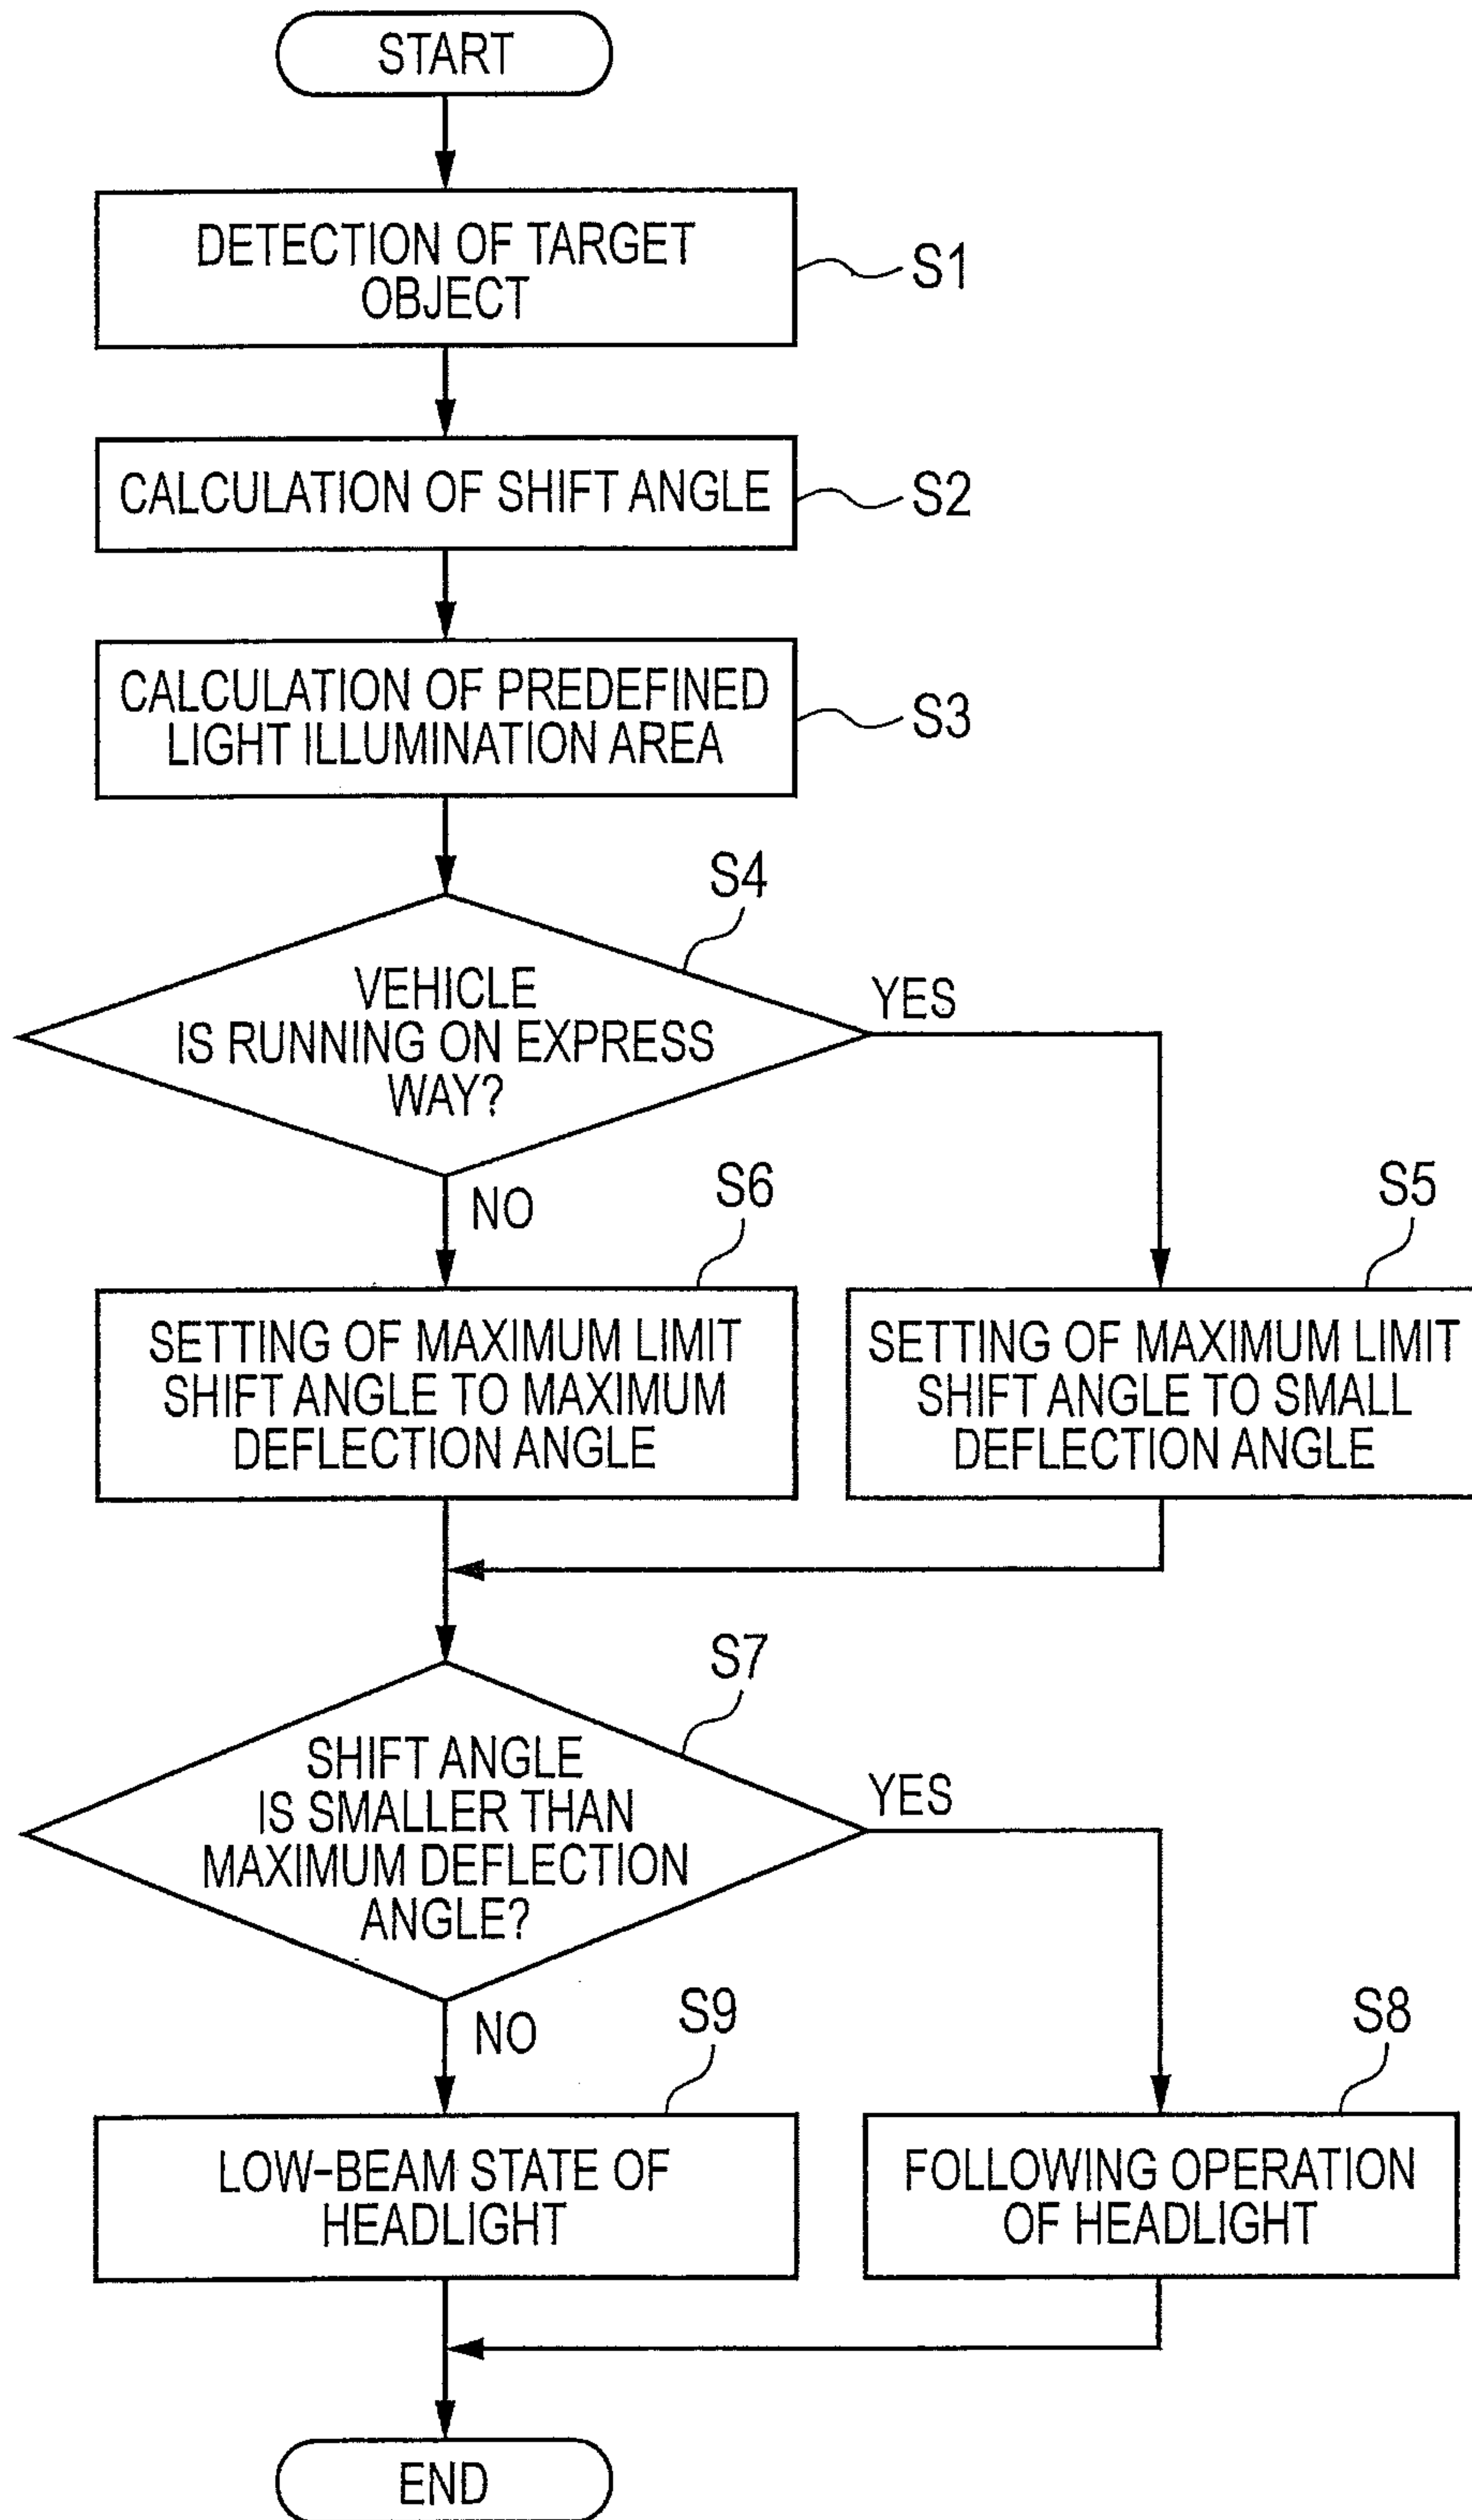 START
DETECTION OF TARGET
OBJECT
S1
CALCULATION OF SHIFT ANGLE
S2
CALCULATION OF PREDEFINED
LIGHT ILLUMINATION AREA
S3
S4
VEHICLE
IS RUNNING ON EXPRESS
WAY?
YES
NO
S6
SETTING OF MAXIMUM LIMIT
SHIFT ANGLE TO MAXIMUM
DEFLECTION ANGLE
S5
SETTING OF MAXIMUM LIMIT
SHIFT ANGLE TO SMALL
DEFLECTION ANGLE
S7
SHIFT ANGLE
IS SMALLER THAN
MAXIMUM DEFLECTION
ANGLE?
YES
NO
S9
LOW-BEAM STATE OF
HEADLIGHT
S8
FOLLOWING OPERATION
OF HEADLIGHT
END